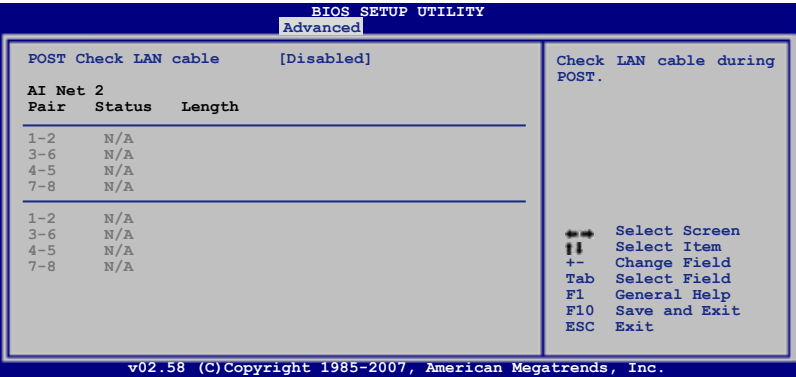 BIOS SETUP UTILITY
Advanced
POST Check LAN cable [Disabled]
AI Net 2
Pair Status Length
1-2 N/A
3-6 N/A
4-5 N/A
7-8 N/A
1-2 N/A
3-6 N/A
4-5 N/A
7-8 N/A
Check LAN cable during
POST.
←→ Select Screen
↑↓ Select Item
+- Change Field
Tab Select Field
F1 General Help
F10 Save and Exit
ESC Exit
v02.58 (C)Copyright 1985-2007, American Megatrends, Inc.